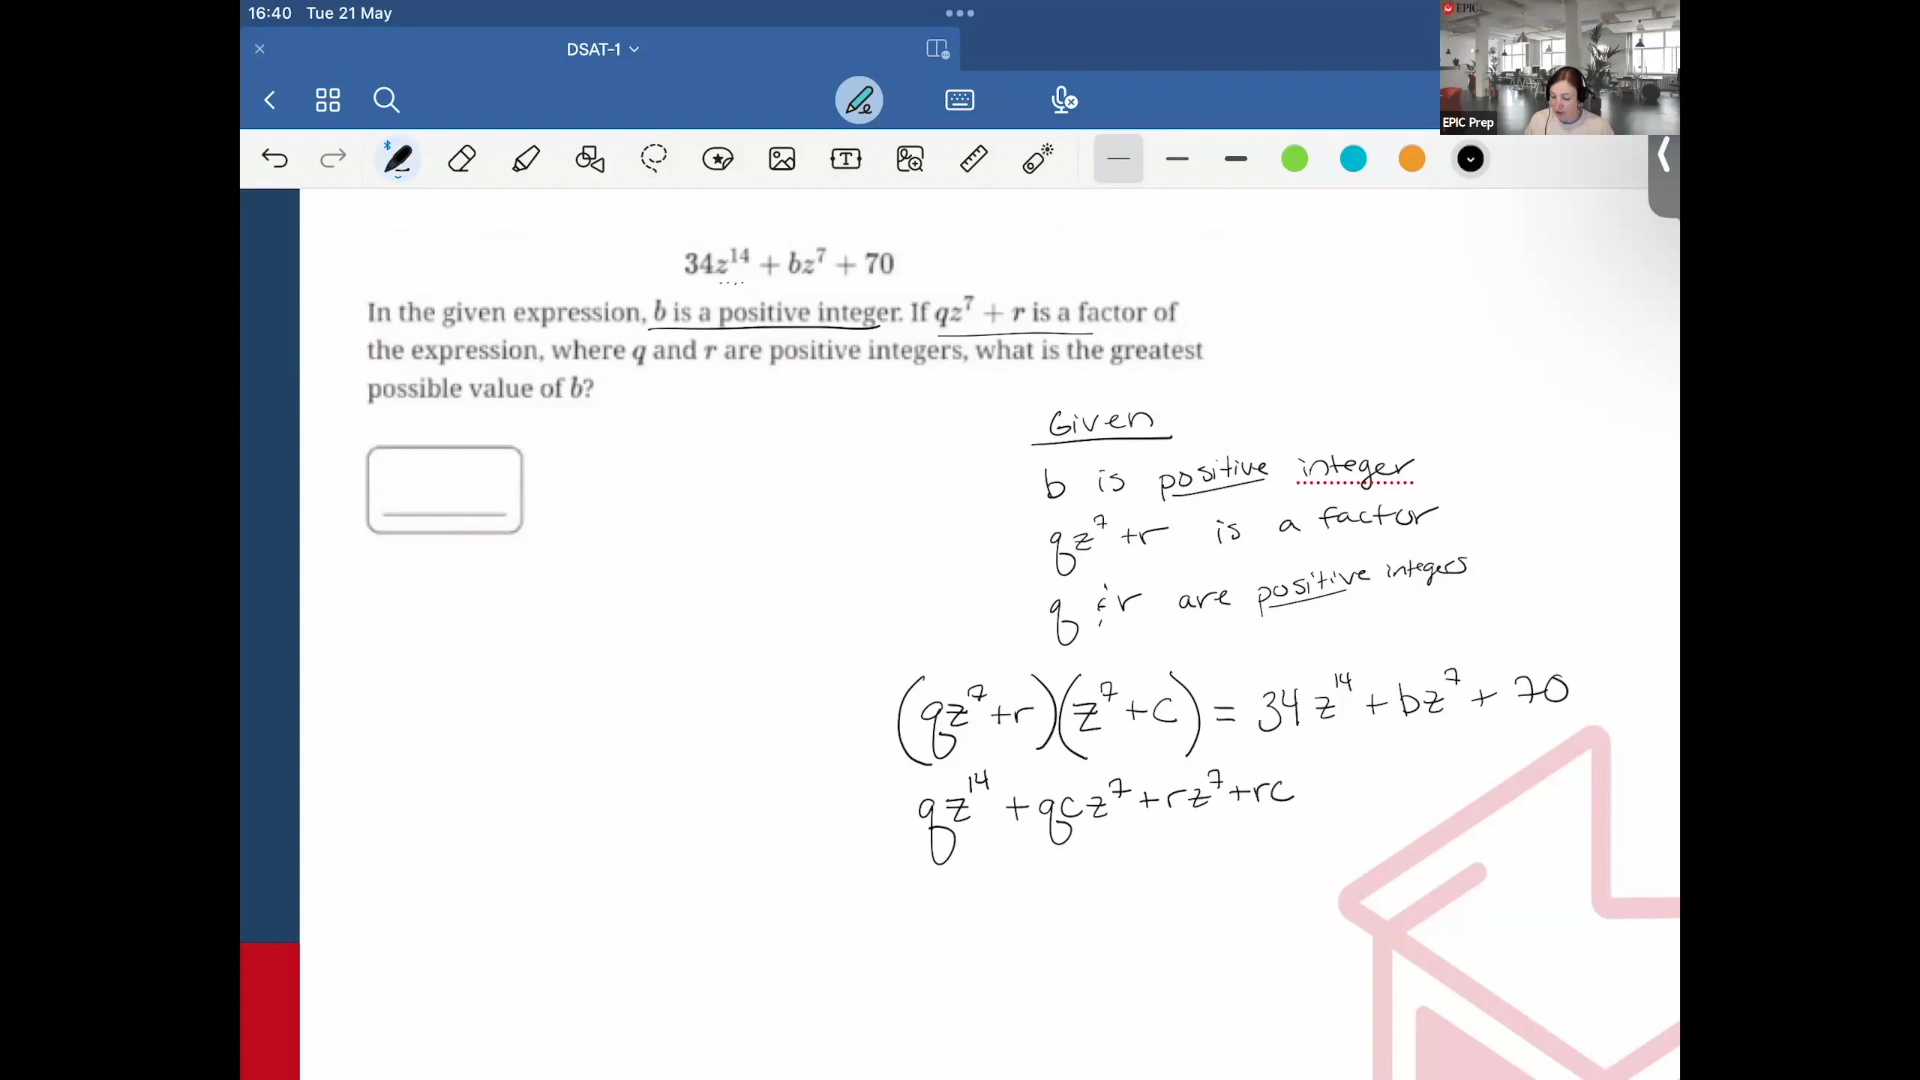 16:40 Tue 21 May
DSAT-1
EPIC
EPIC Prep
34z¹⁴ + bz⁷ + 70
In the given expression, b is a positive integer. If qz⁷ + r is a factor of
the expression, where q and r are positive integers, what is the greatest
possible value of b?
Given
b is positive integer
qz⁷ + r is a factor
q & r are positive integers
(qz⁷ + r)(z⁷ + c) = 34z¹⁴ + bz⁷ + 70
qz¹⁴ + qcz⁷ + rz⁷ + rc